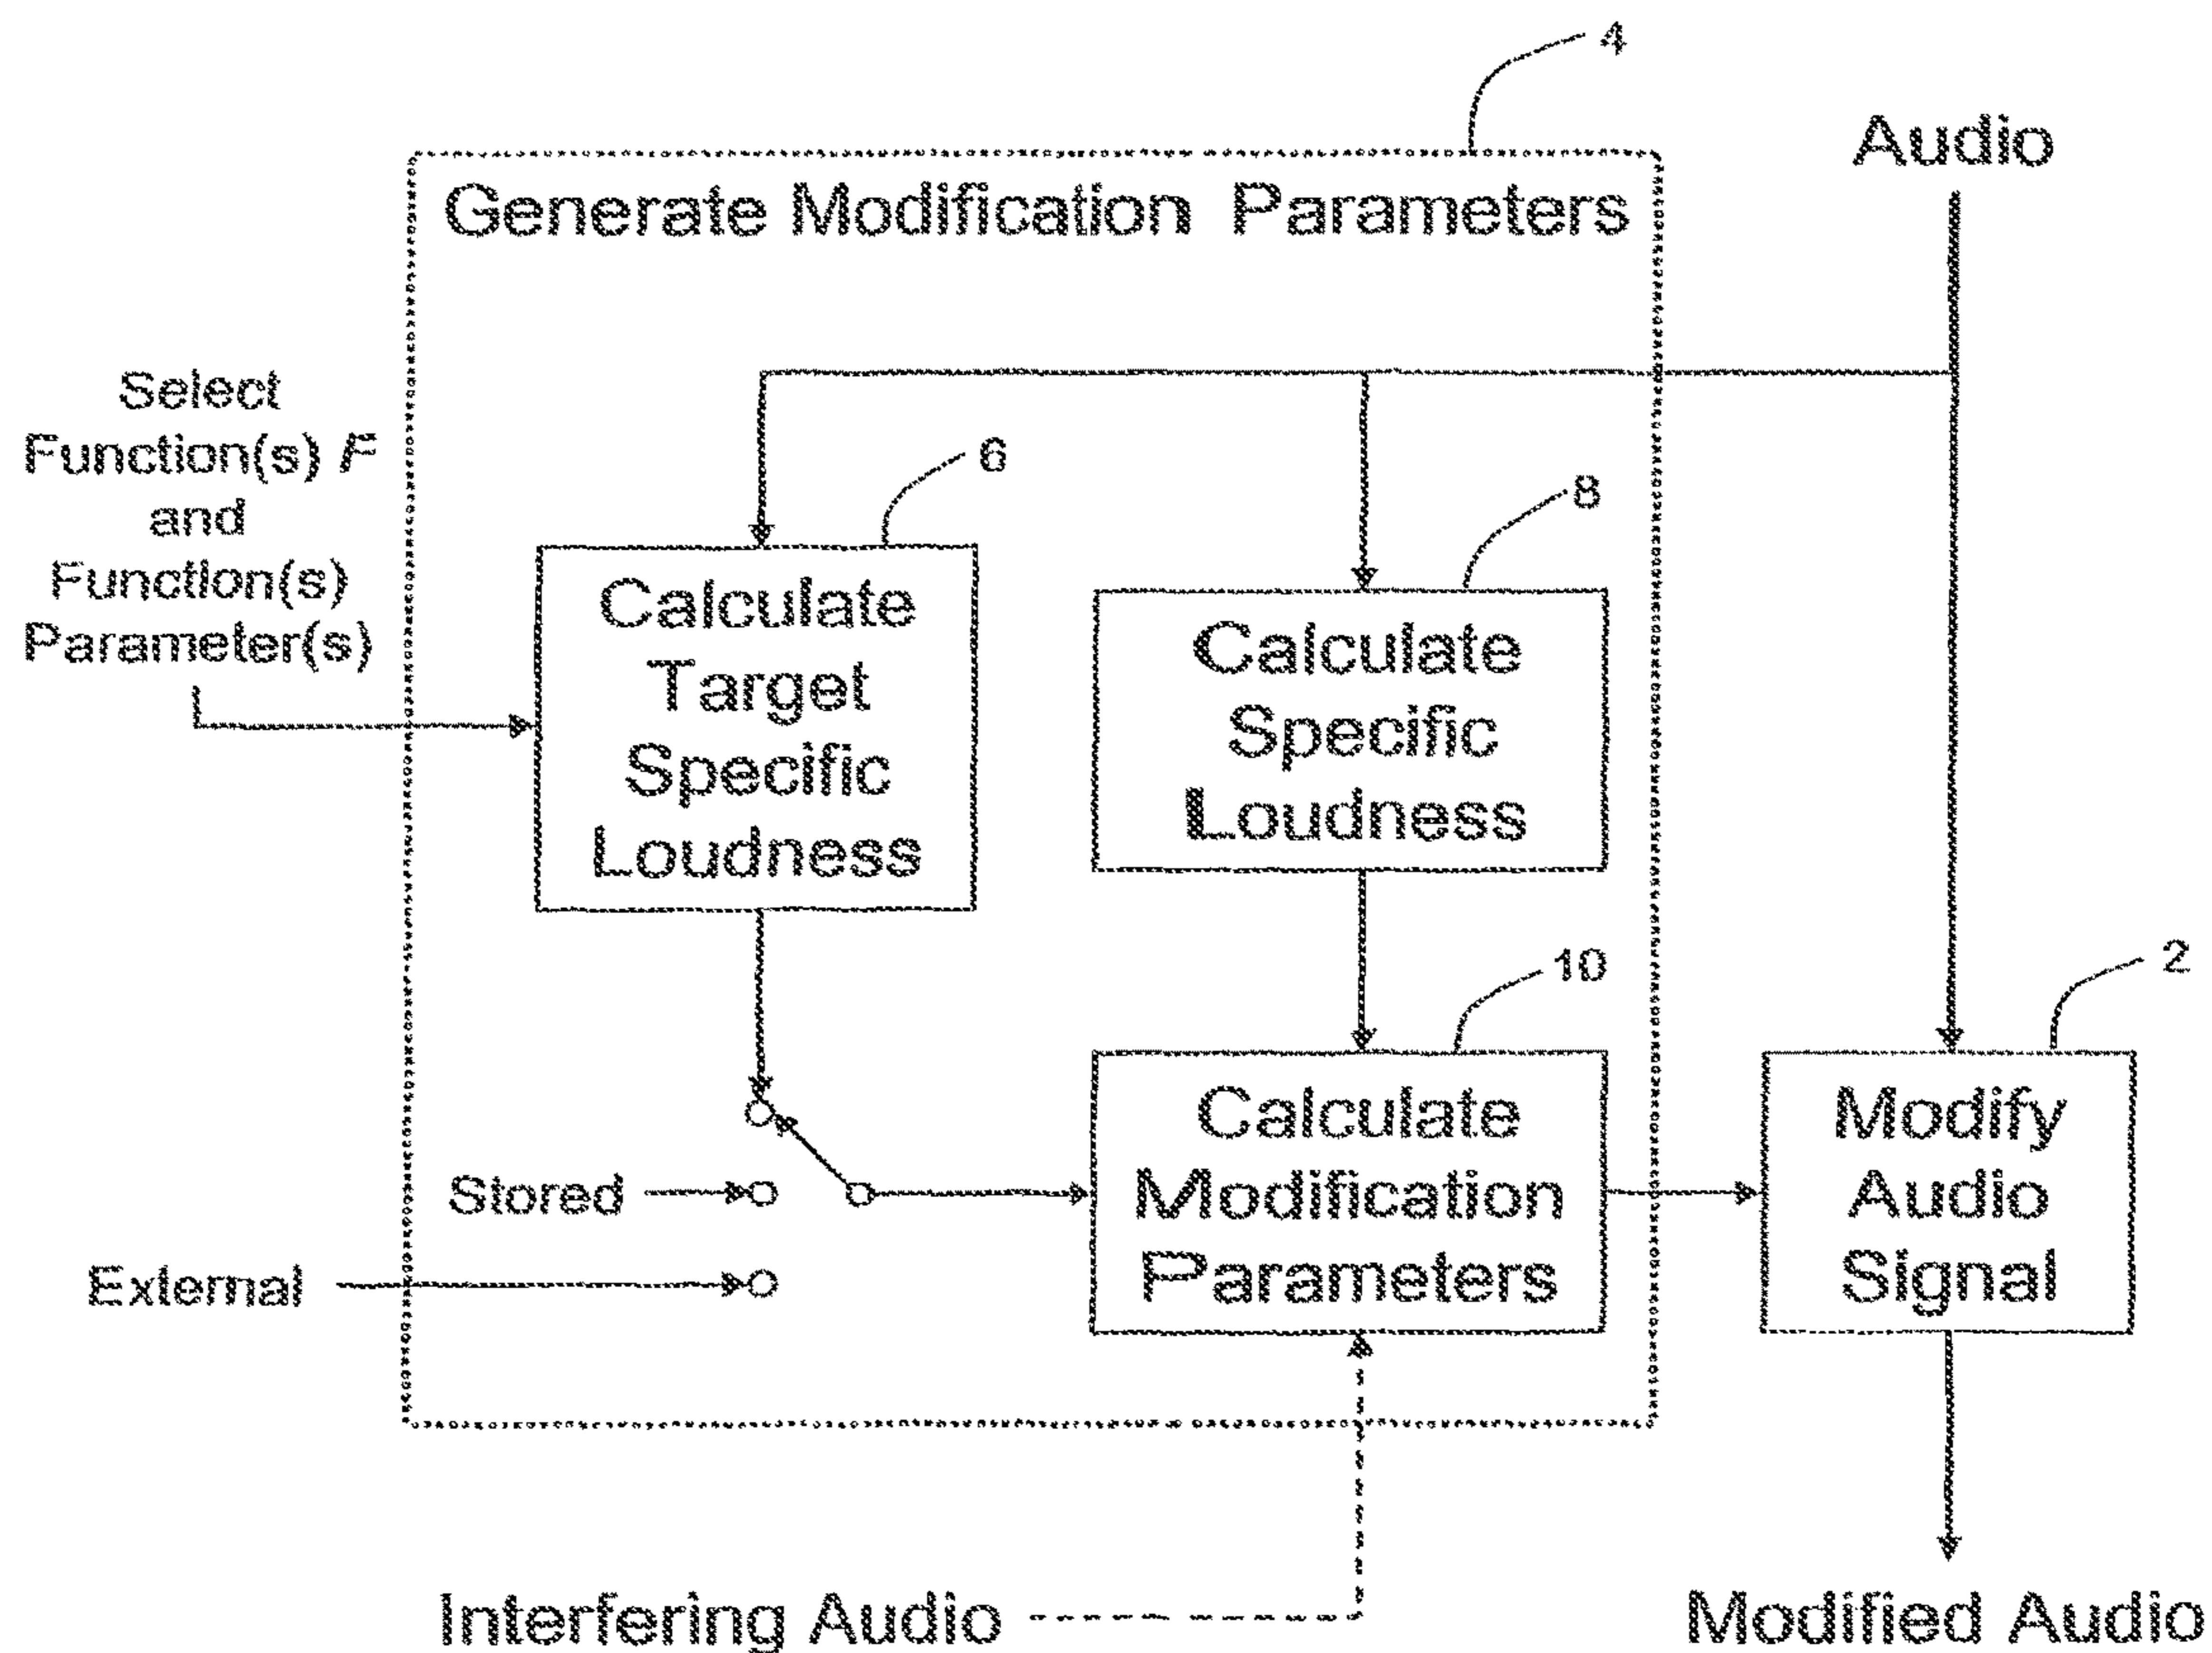 4
Audio
Generate Modification Parameters
Select
Function(s) F
and
Function(s)
Parameter(s)
6
8
Calculate
Target
Specific
Loudness
Calculate
Specific
Loudness
10
2
Calculate
Modification
Parameters
Modify
Audio
Signal
Stored
External
Interfering Audio
Modified Audio